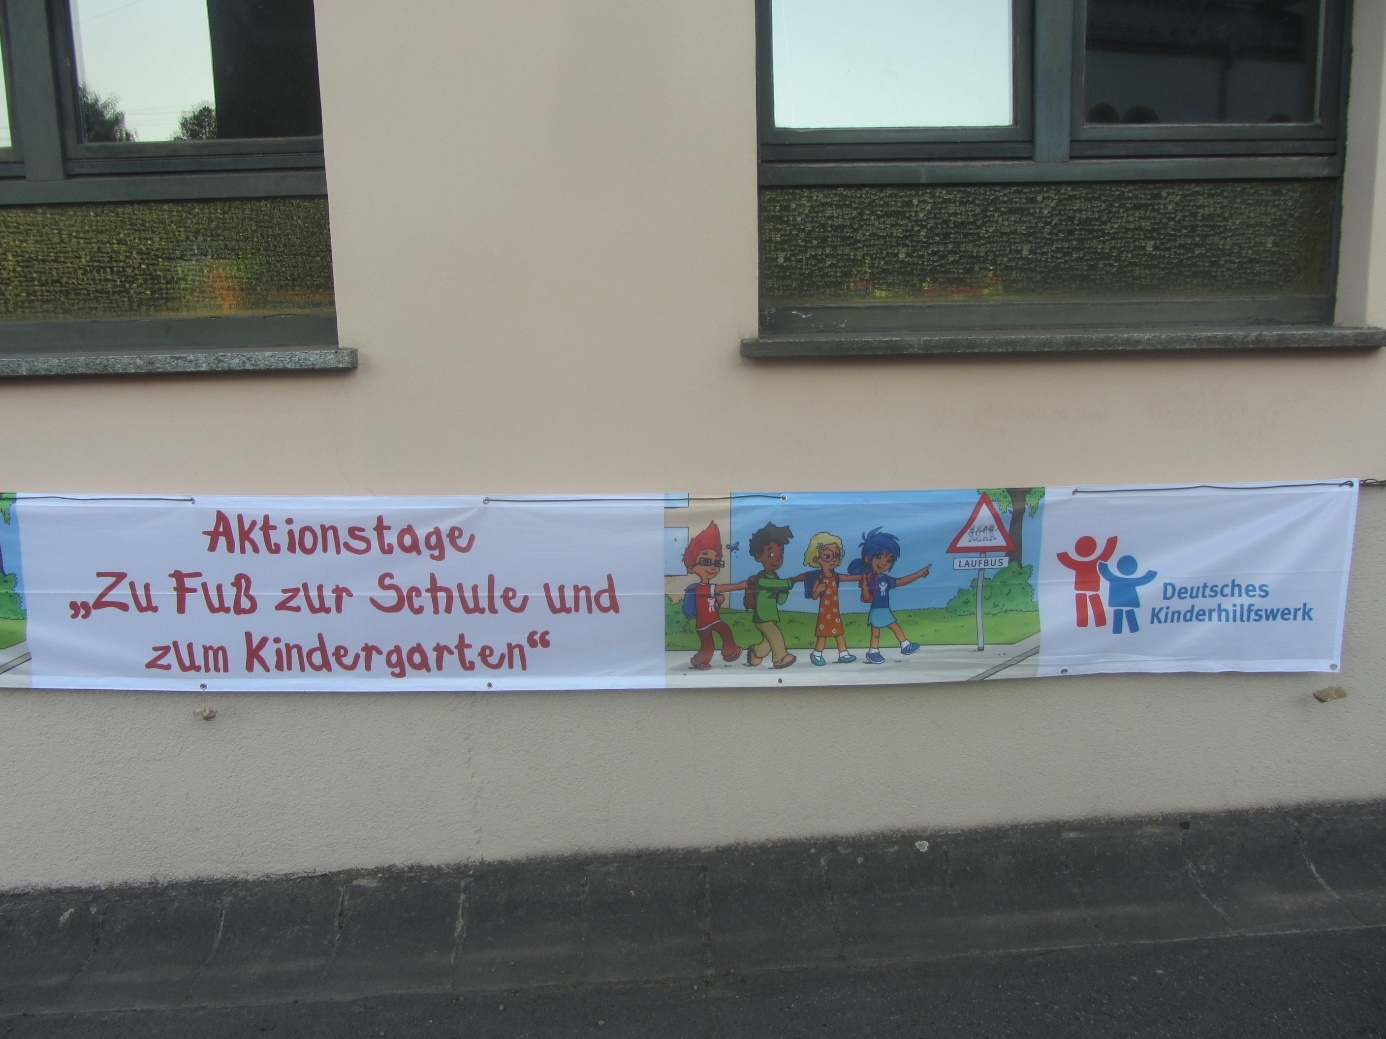 Aktionstage
„Zu Fuß zur Schule und
zum Kindergarten“
LAUFBUS
Deutsches
Kinderhilfswerk